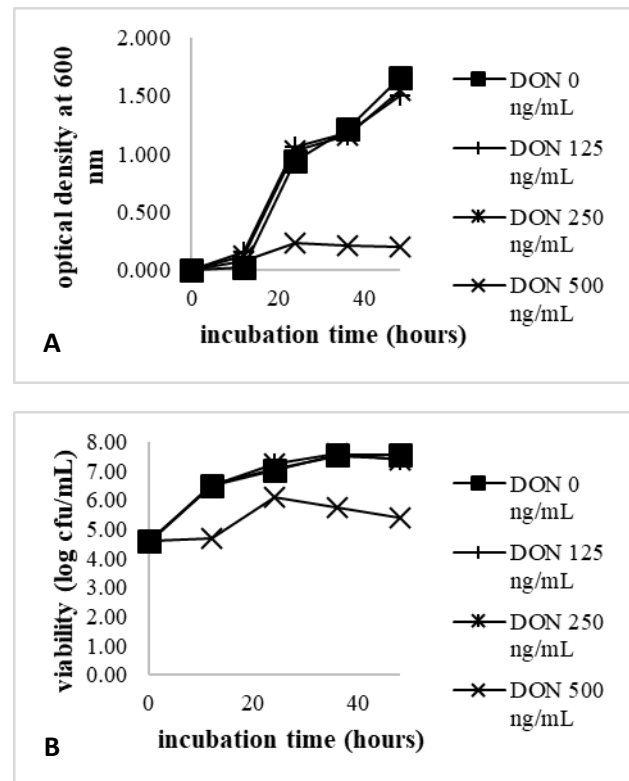 2.000
1.500
1.000
0.500
0.000
optical density at 600
nm
0
20
40
incubation time (hours)
DON 0
ng/mL
DON 125
ng/mL
DON 250
ng/mL
DON 500
ng/mL
A
8.00
7.00
6.00
5.00
4.00
3.00
2.00
1.00
0.00
viability (log cfu/mL)
0
20
40
incubation time (hours)
DON 0
ng/mL
DON 125
ng/mL
DON 250
ng/mL
DON 500
ng/mL
B